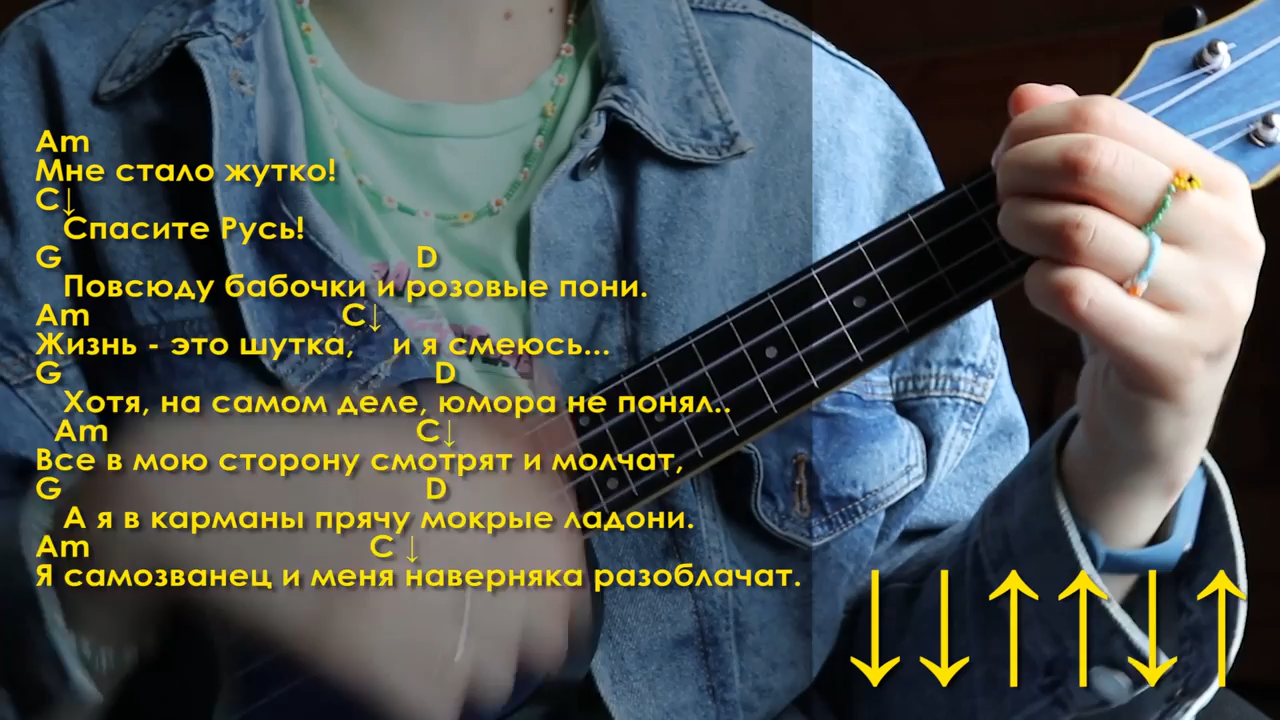 Am
Мне стало жутко!
C↓
Спасите Русь!
G D
Повсюду бабочки и розовые пони.
Am C↓
Жизнь - это шутка, и я смеюсь...
G D
Хотя, на самом деле, юмора не понял..
Am C↓
Все в мою сторону смотрят и молчат,
G D
А я в карманы прячу мокрые ладони.
Am C ↓
Я самозванец и меня наверняка разоблачат.
↓↓↑↑↓↑